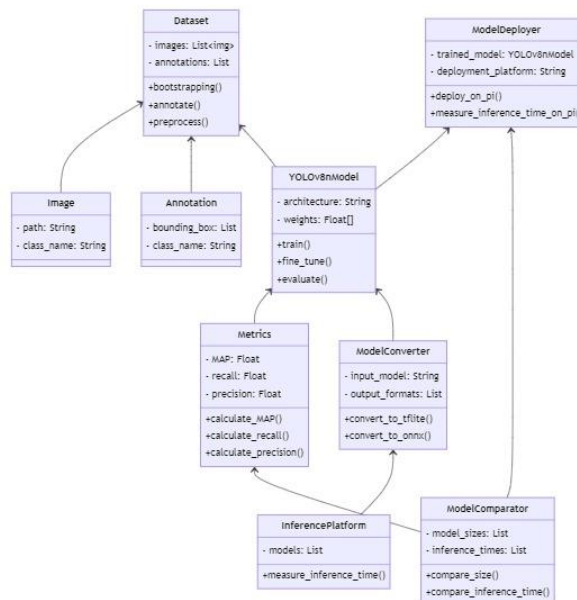 Dataset
- images: List<img>
- annotations: List
+bootstrapping()
+annotate()
+preprocess()
ModelDeployer
- trained_model: YOLOv8nModel
- deployment_platform: String
+deploy_on_pi()
+measure_inference_time_on_pi
Image
- path: String
- class_name: String
Annotation
- bounding_box: List
- class_name: String
YOLOv8nModel
- architecture: String
- weights: Float[]
+train()
+fine_tune()
+evaluate()
Metrics
- MAP: Float
- recall: Float
- precision: Float
+calculate_MAP()
+calculate_recall()
+calculate_precision()
ModelConverter
- input_model: String
- output_formats: List
+convert_to_tflite()
+convert_to_onnx()
InferencePlatform
- models: List
+measure_inference_time()
ModelComparator
- model_sizes: List
- inference_times: List
+compare_size()
+compare_inference_time()